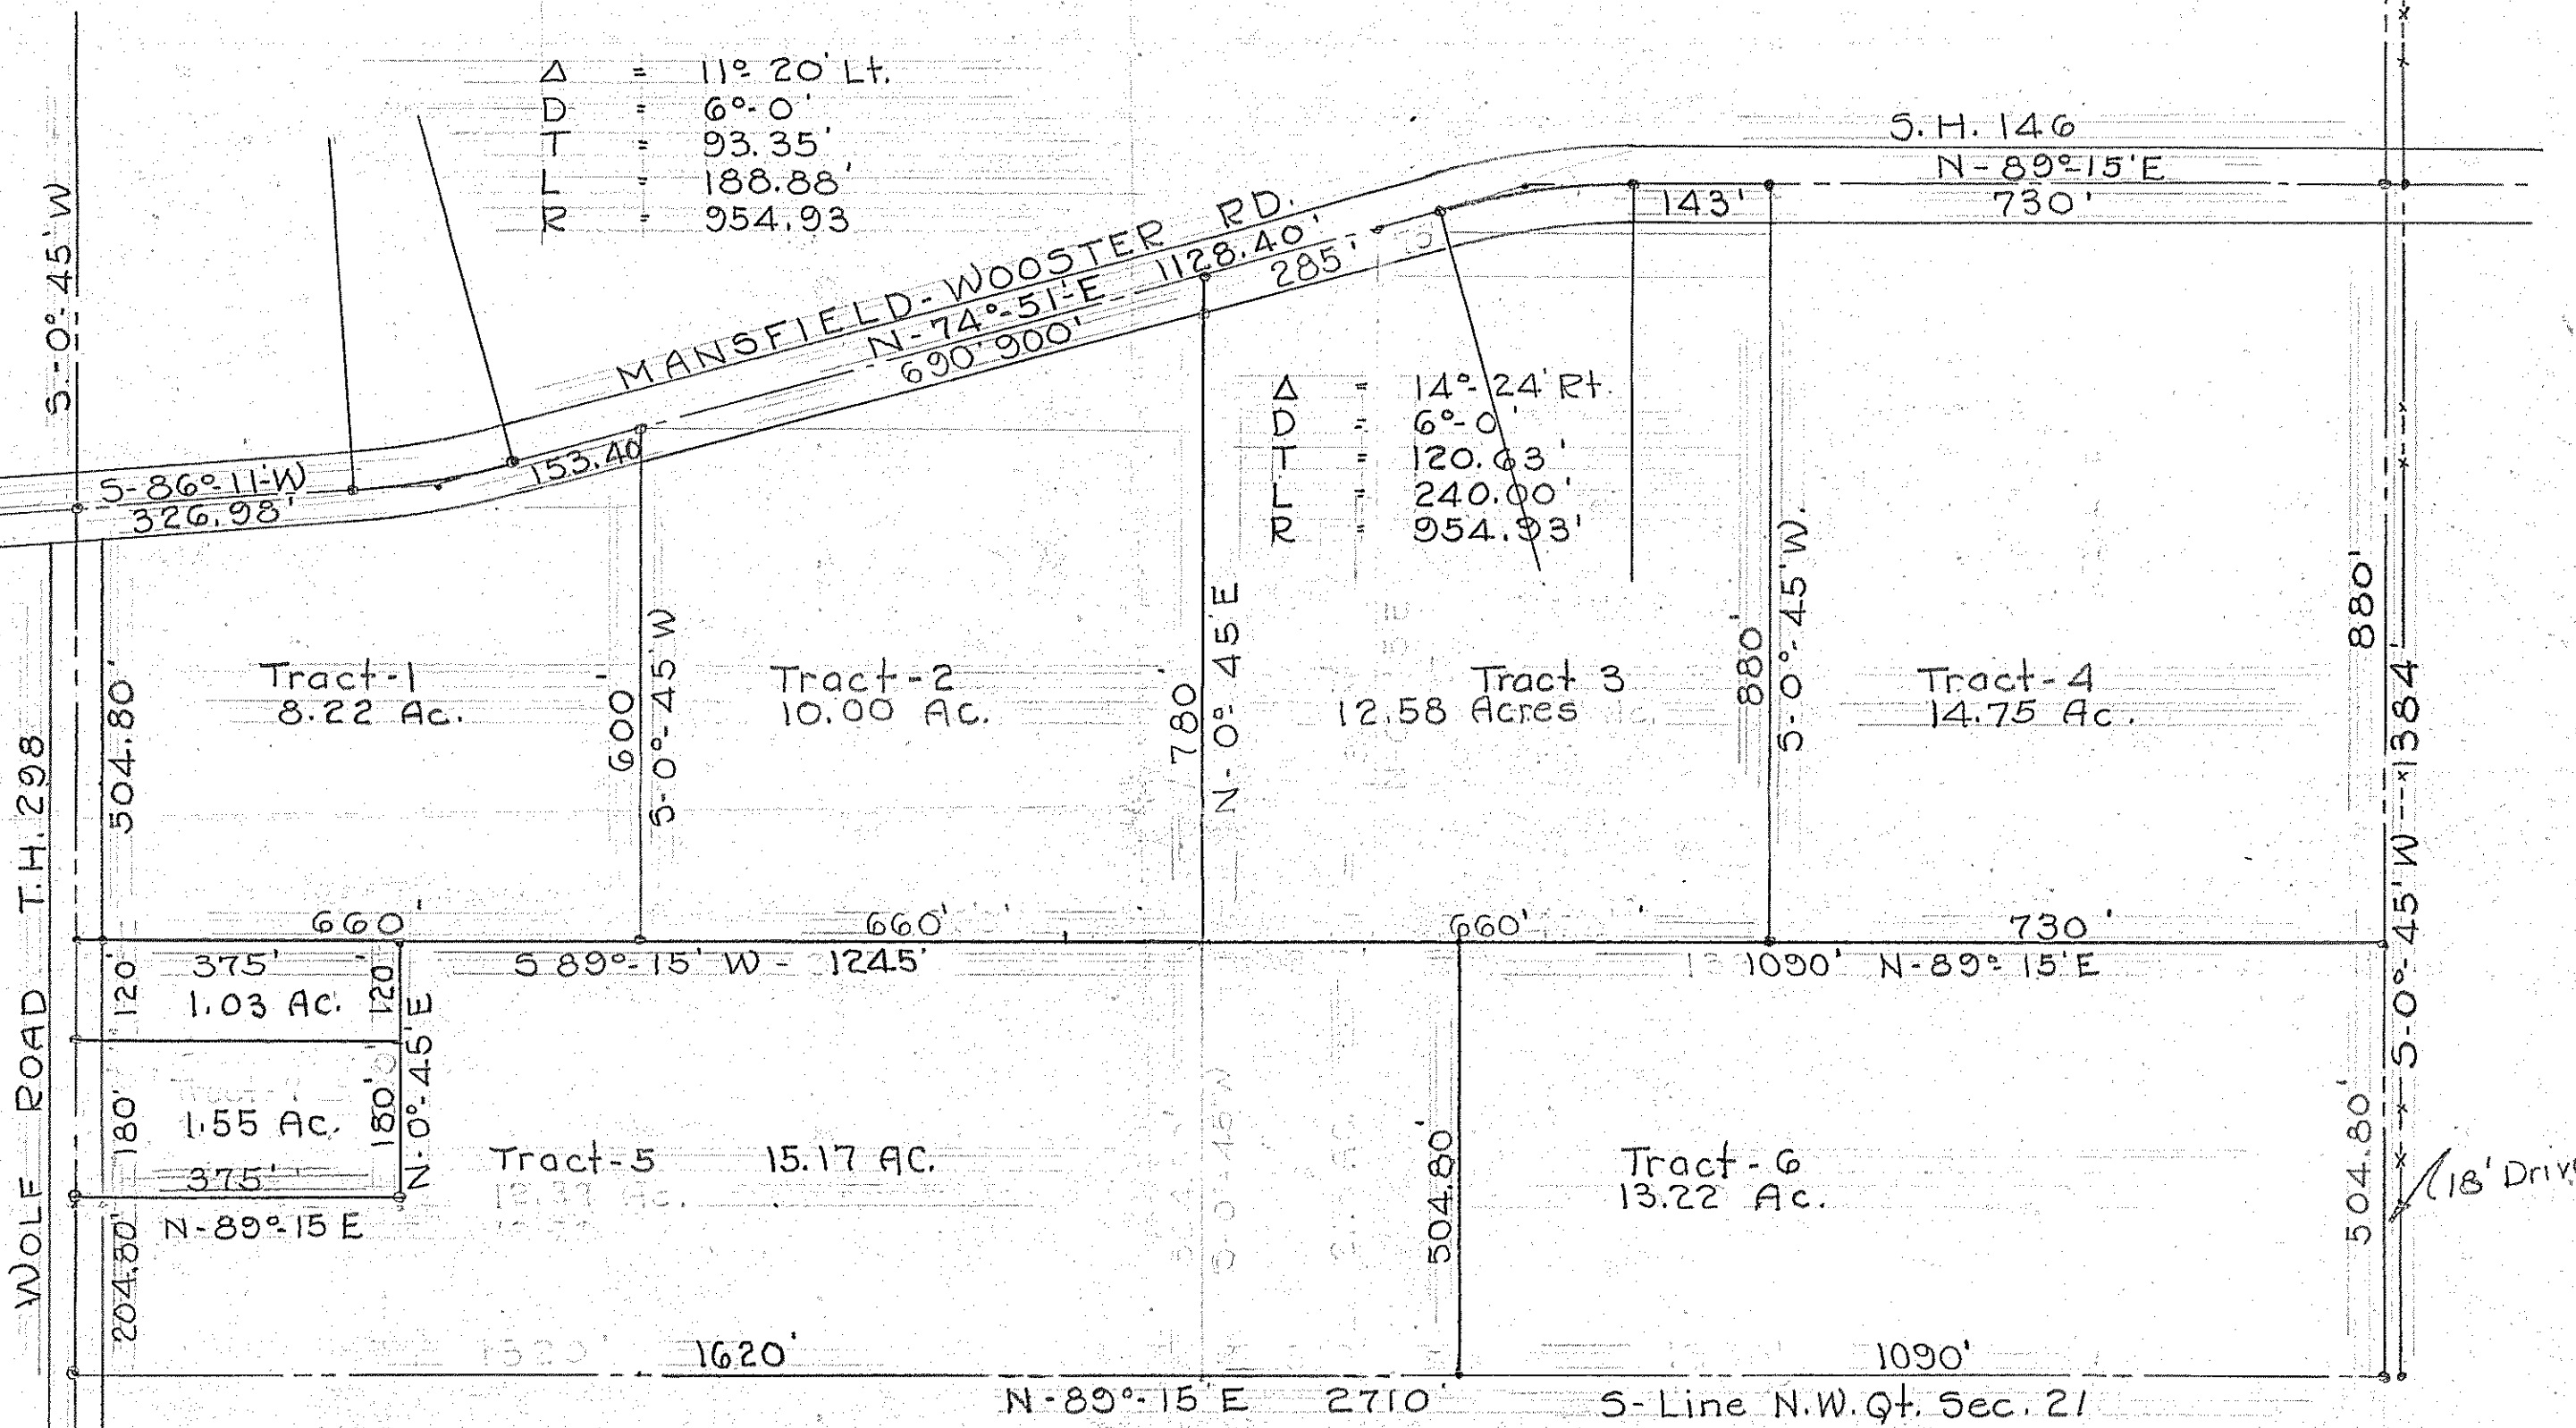 Δ = 11° 20' Lt.
D = 6°-0'
T = 93.35'
L = 188.88'
R = 954.93
S.H. 146
N-89°-15'E
730'
143'
S.-0°-45'W
MANSFIELD-WOOSTER RD.
N-74°-51'-E 1128.40'
690' 900'
285'
S-86°-11'-W
326.98'
153.40
Δ = 14°-24' Rt.
D = 6°-0'
T = 120.63'
L = 240.00'
R = 954.93'
Tract-1
8.22 Ac.
504.80'
600'
S-0°-45'W
Tract-2
10.00 Ac.
780'
N-0°-45'E
Tract 3
12.58 Acres
880'
S-0°-45'W.
Tract-4
14.75 Ac.
880'
S-0°-45'W---1384'
WOLF ROAD T.H. 298
660'
660'
660'
730'
375'
S 89°-15' W - 1245'
1090' N-89°-15'E
120'
1.03 Ac.
120'
N-0°-45'E
180'
1.55 Ac.
180'
375'
N-89°-15 E
204.80'
Tract-5 15.17 AC.
504.80'
Tract-6
13.22 Ac.
504.80'
18' Driv
1620'
1090'
N-89°-15'E 2710'
S-Line N.W. Qt. Sec. 21